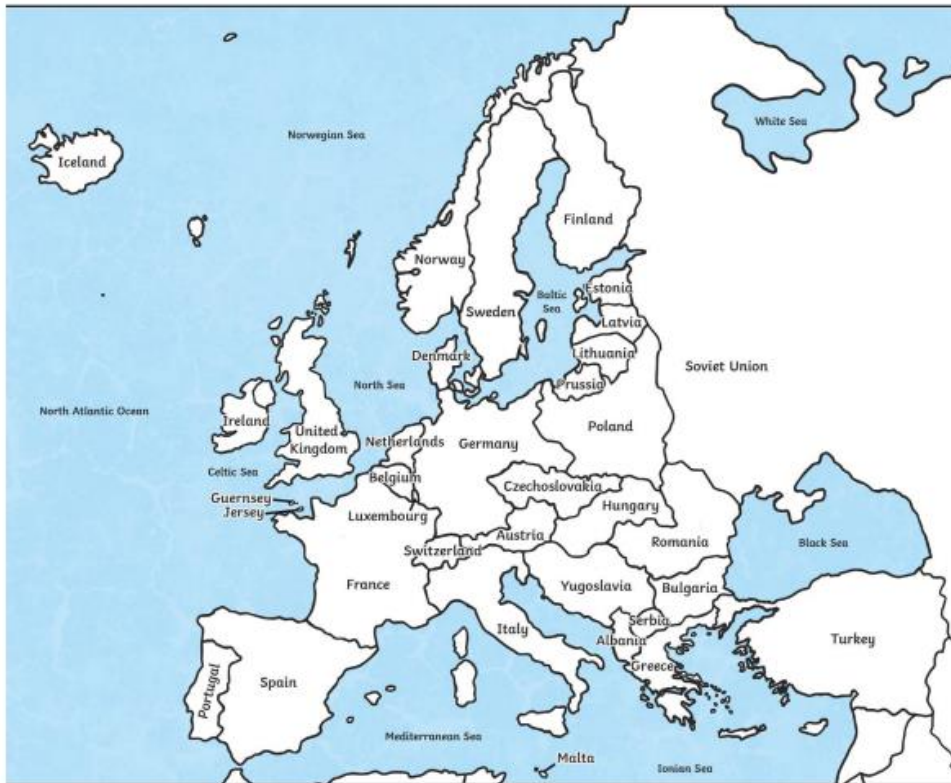 White Sea
Norwegian Sea
Iceland
Finland
Norway
Estonia
Baltic
Sea
Sweden
Latvia
Lithuania
Denmark
Soviet Union
Prussia
North Sea
North Atlantic Ocean
Ireland
Poland
United
Kingdom
Netherlands
Germany
Celtic Sea
Belgium
Czechoslovakia
Guernsey
Jersey
Hungary
Luxembourg
Austria
Romania
Black Sea
Switzerland
France
Yugoslavia
Bulgaria
Serbia
Italy
Albania
Turkey
Greece
Portugal
Spain
Mediterranean Sea
Malta
Ionian Sea